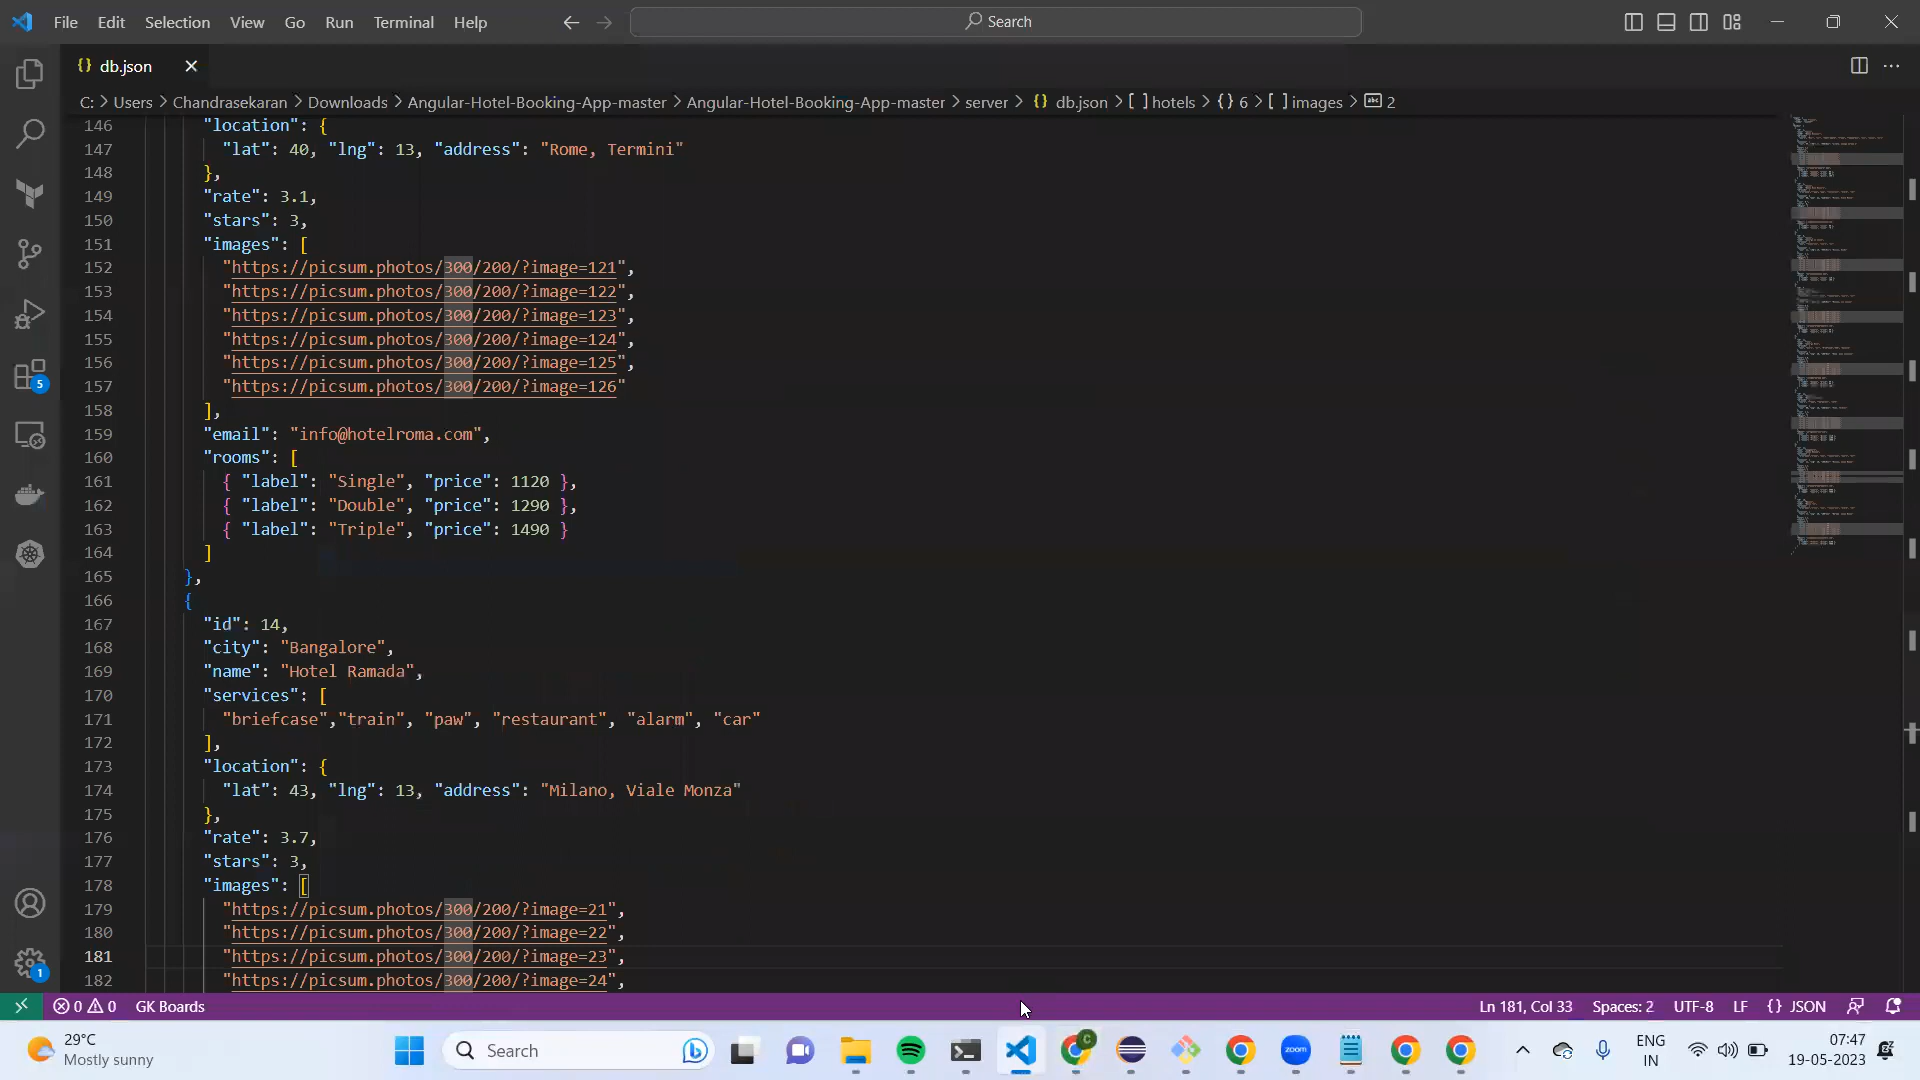 File Edit Selection View Go Run Terminal Help Search
{} db.json
C: > Users > Chandrasekaran > Downloads > Angular-Hotel-Booking-App-master > Angular-Hotel-Booking-App-master > server > {} db.json > [ ] hotels > {} 6 > [ ] images > 2
146 "location": {
147 "lat": 40, "lng": 13, "address": "Rome, Termini"
148 },
149 "rate": 3.1,
150 "stars": 3,
151 "images": [
152 "https://picsum.photos/300/200/?image=121",
153 "https://picsum.photos/300/200/?image=122",
154 "https://picsum.photos/300/200/?image=123",
155 "https://picsum.photos/300/200/?image=124",
156 "https://picsum.photos/300/200/?image=125",
157 "https://picsum.photos/300/200/?image=126"
158 ],
159 "email": "info@hotelroma.com",
160 "rooms": [
161 { "label": "Single", "price": 1120 },
162 { "label": "Double", "price": 1290 },
163 { "label": "Triple", "price": 1490 }
164 ]
165 },
166 {
167 "id": 14,
168 "city": "Bangalore",
169 "name": "Hotel Ramada",
170 "services": [
171 "briefcase","train", "paw", "restaurant", "alarm", "car"
172 ],
173 "location": {
174 "lat": 43, "lng": 13, "address": "Milano, Viale Monza"
175 },
176 "rate": 3.7,
177 "stars": 3,
178 "images": [
179 "https://picsum.photos/300/200/?image=21",
180 "https://picsum.photos/300/200/?image=22",
181 "https://picsum.photos/300/200/?image=23",
182 "https://picsum.photos/300/200/?image=24",
5
1
0 0 GK Boards Ln 181, Col 33 Spaces: 2 UTF-8 LF {} JSON
29°C
Mostly sunny
Search
C
zoom
ENG
IN
07:47
19-05-2023